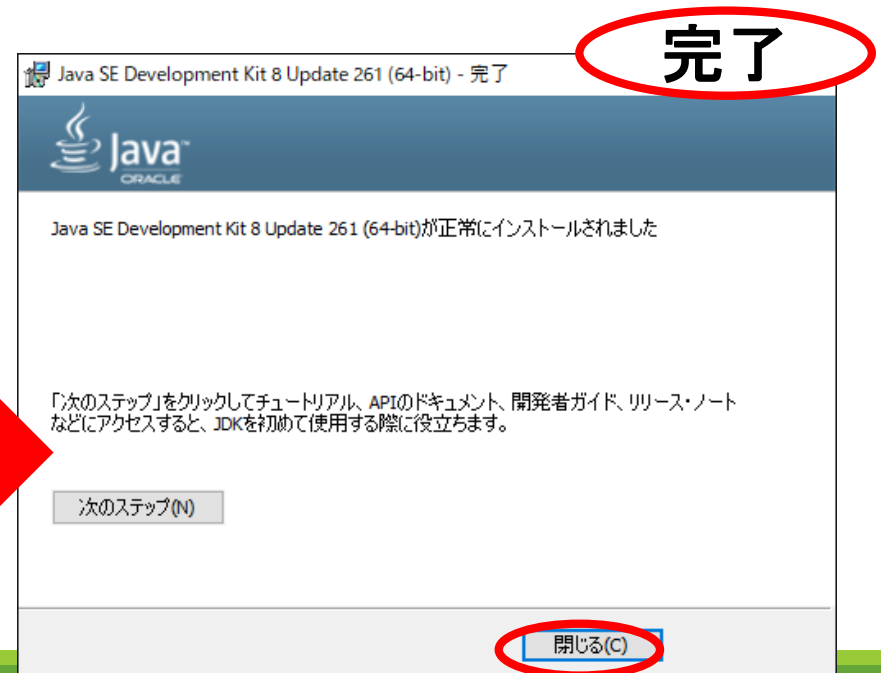 完了
Java SE Development Kit 8 Update 261 (64-bit) - 完了
Java™
ORACLE
Java SE Development Kit 8 Update 261 (64-bit)が正常にインストールされました
「次のステップ」をクリックしてチュートリアル、APIのドキュメント、開発者ガイド、リリース・ノート
などにアクセスすると、JDKを初めて使用する際に役立ちます。
次のステップ(N)
閉じる(C)